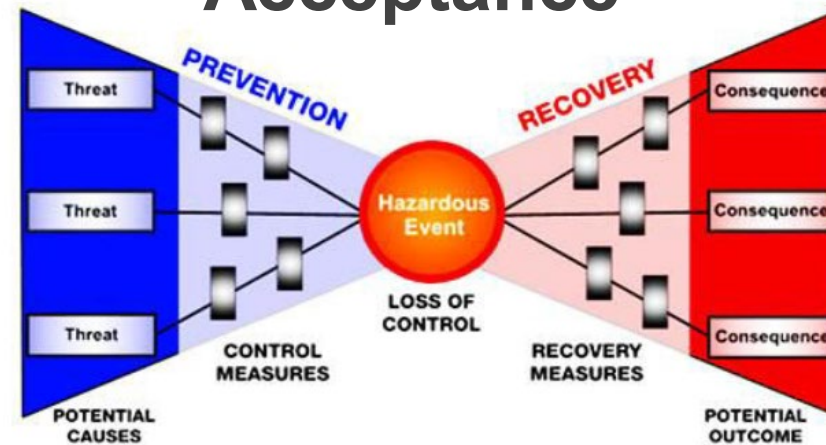 Acceptance
PREVENTION
RECOVERY
Threat
Consequence
Threat
Hazardous
Event
Consequence
LOSS OF
CONTROL
Threat
Consequence
CONTROL
MEASURES
RECOVERY
MEASURES
POTENTIAL
CAUSES
POTENTIAL
OUTCOME